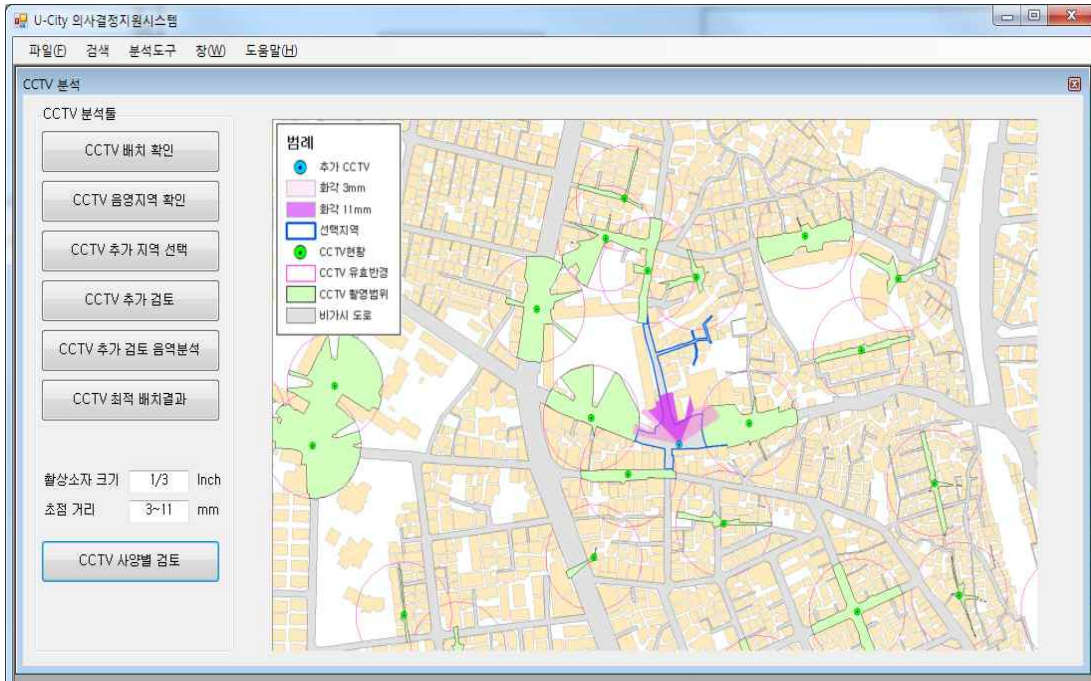 U-City 의사결정지원시스템
파일(F) 검색 분석도구 창(W) 도움말(H)
CCTV 분석
CCTV 분석툴
CCTV 배치 확인
CCTV 음영지역 확인
CCTV 추가 지역 선택
CCTV 추가 검토
CCTV 추가 검토 음역분석
CCTV 최적 배치결과
촬상소자 크기 1/3 Inch
초점 거리 3~11 mm
CCTV 사양별 검토
범례
추가 CCTV
화각 3mm
화각 11mm
선택지역
CCTV현황
CCTV 유효반경
CCTV 촬영범위
비가시 도로